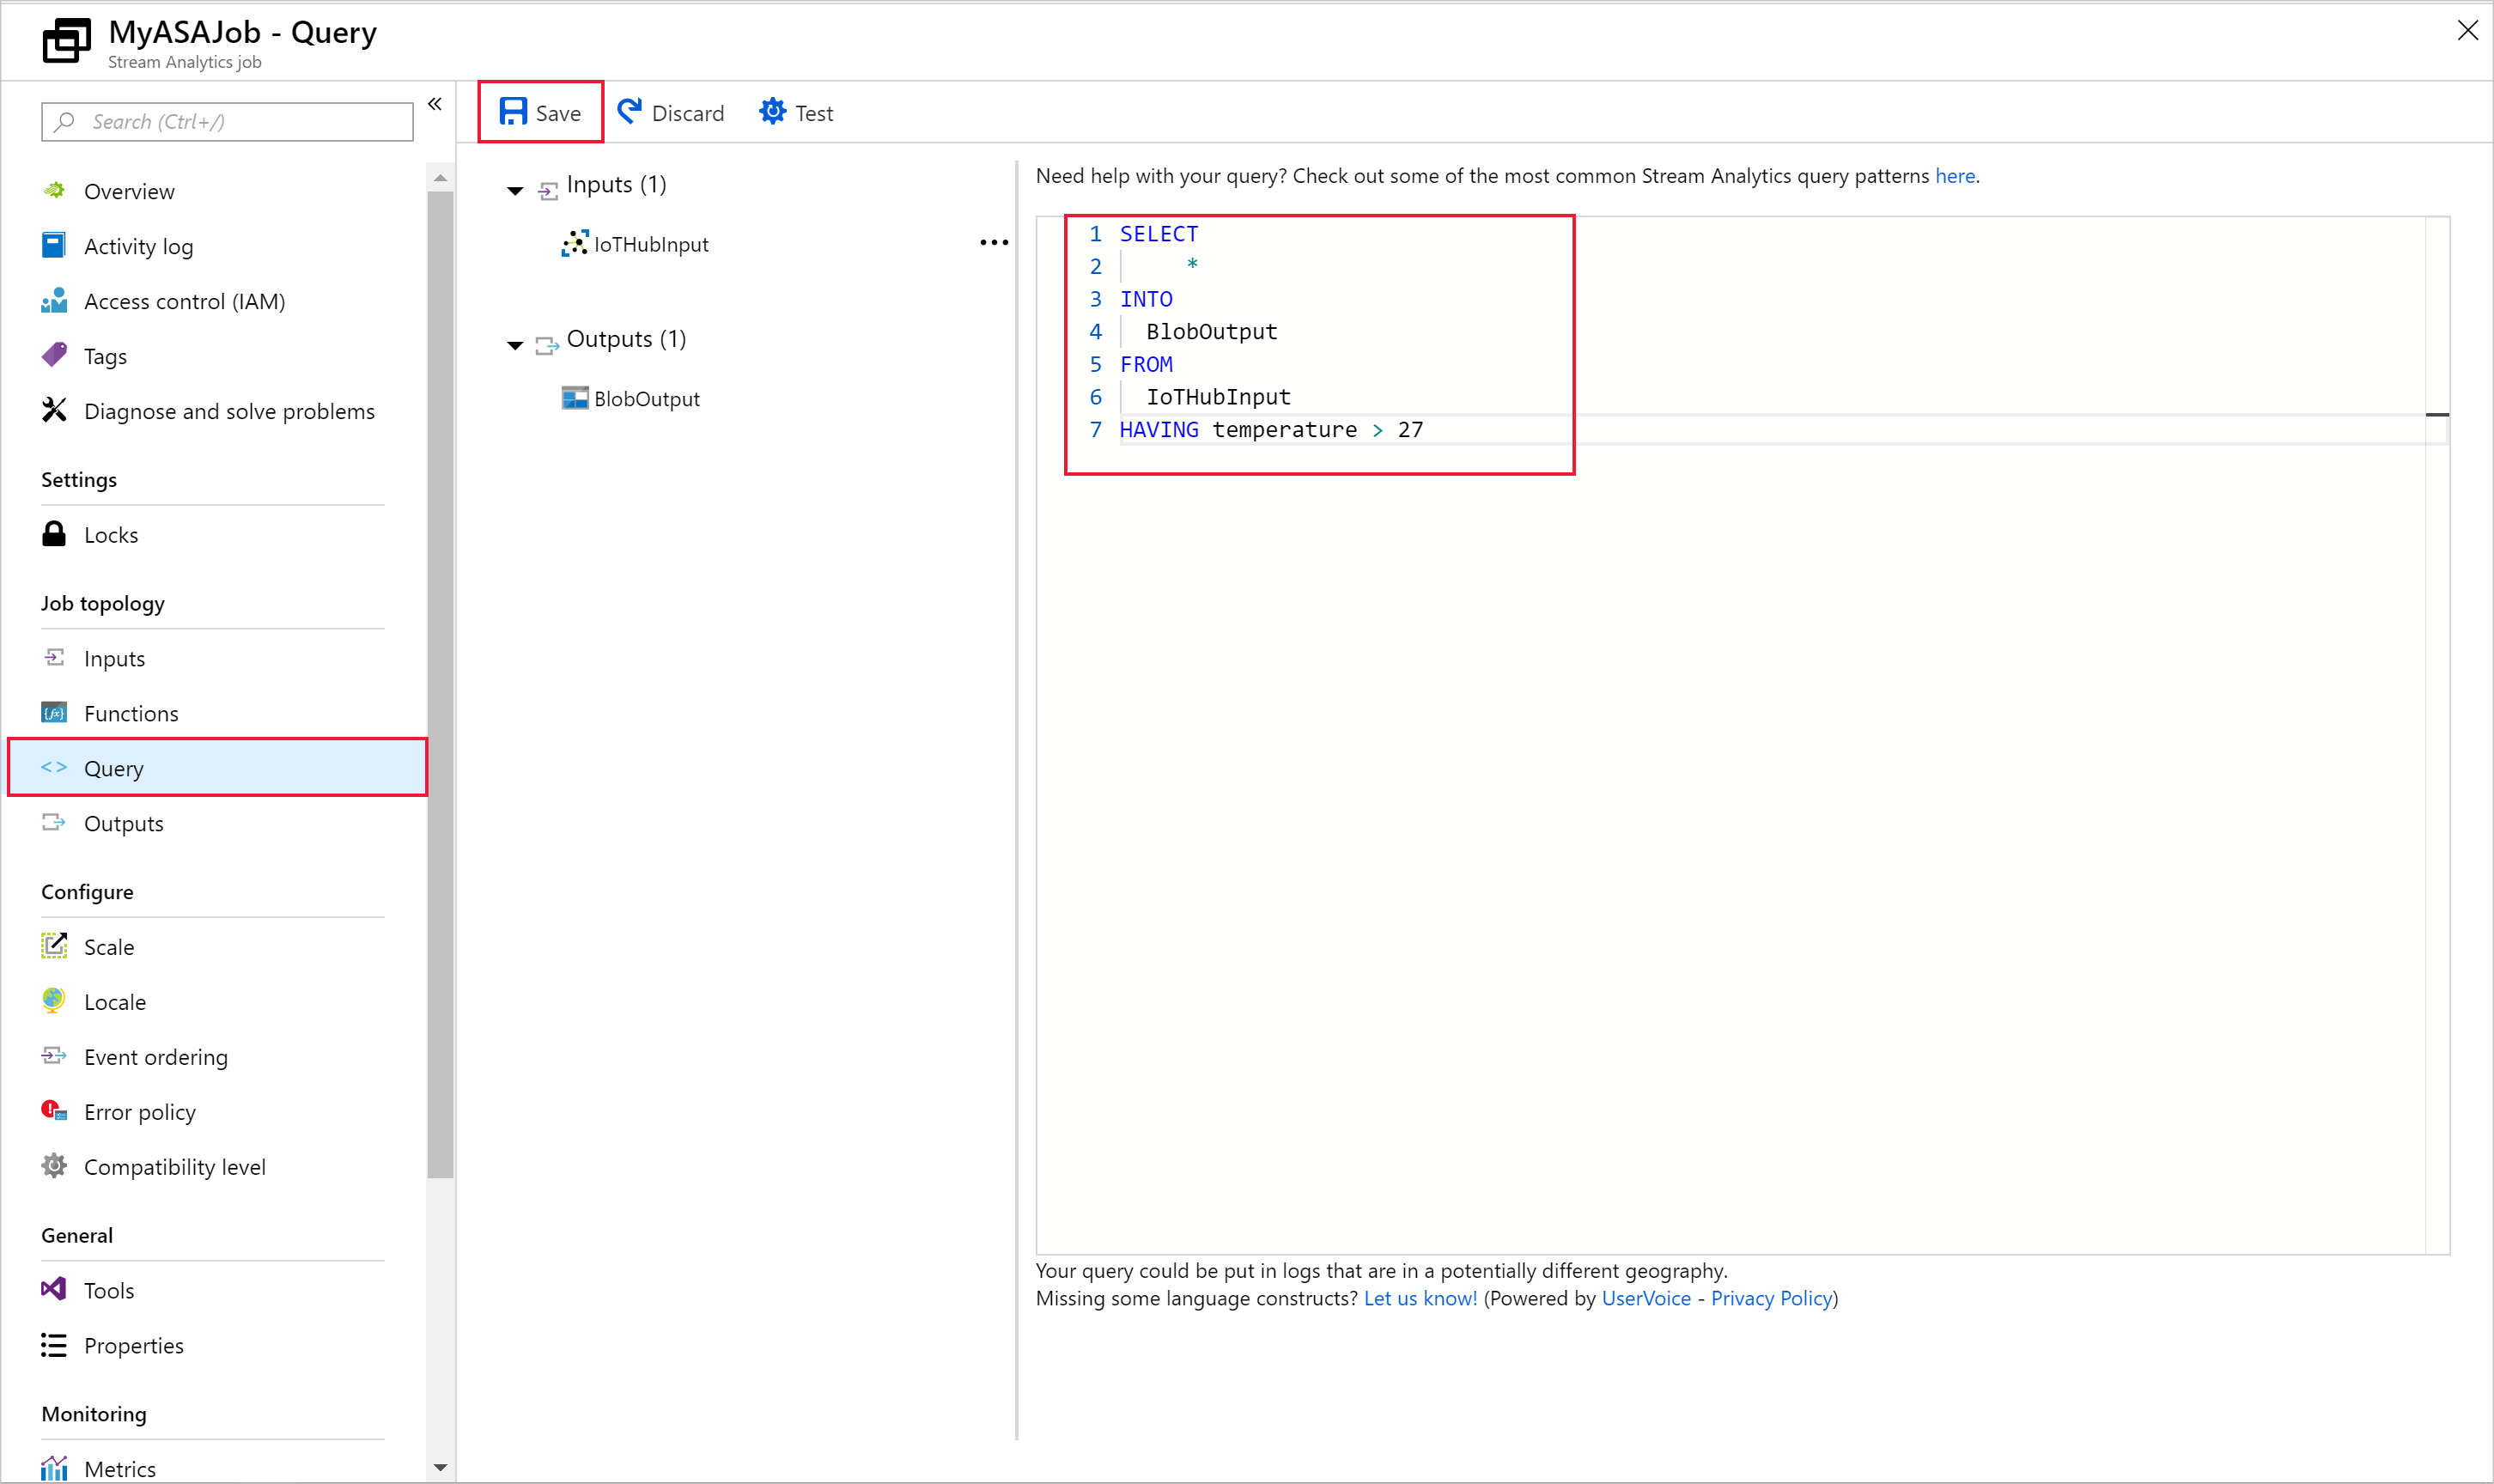 MyASAJob - Query
Stream Analytics job
Search (Ctrl+/)
Overview
Activity log
Access control (IAM)
Tags
Diagnose and solve problems
Settings
Locks
Job topology
Inputs
Functions
Query
Outputs
Configure
Scale
Locale
Event ordering
Error policy
Compatibility level
General
Tools
Properties
Monitoring
Metrics
Save
Discard
Test
Inputs (1)
IoTHubInput
Outputs (1)
BlobOutput
Need help with your query? Check out some of the most common Stream Analytics query patterns here.
1 SELECT
2 *
3 INTO
4 BlobOutput
5 FROM
6 IoTHubInput
7 HAVING temperature > 27
Your query could be put in logs that are in a potentially different geography.
Missing some language constructs? Let us know! (Powered by UserVoice - Privacy Policy)